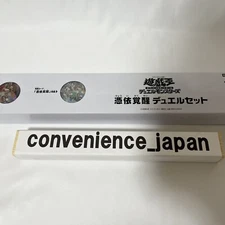 遊戯王
デュエルモンスターズ
憑依覚醒 デュエルセット
convenience_japan